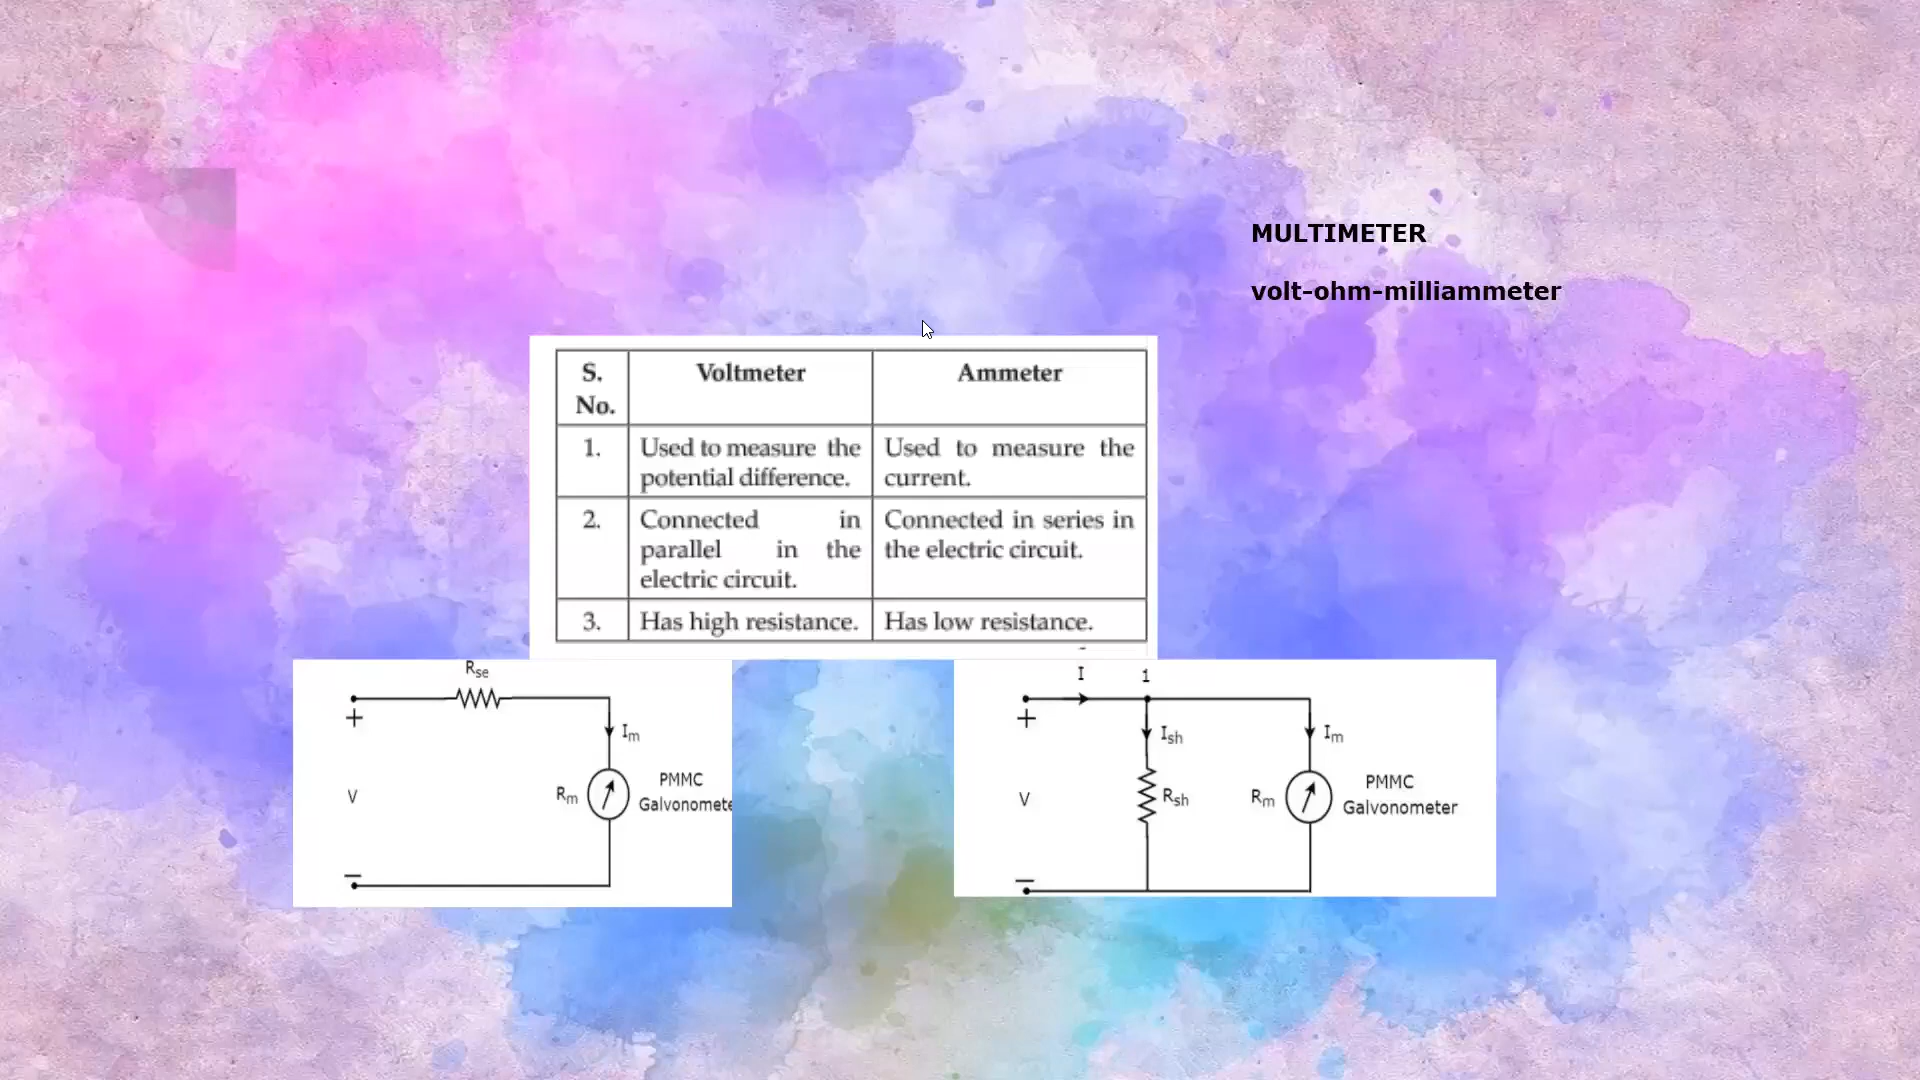 MULTIMETER
volt-ohm-milliammeter
S. No. Voltmeter Ammeter
1. Used to measure the potential difference. Used to measure the current.
2. Connected in parallel in the electric circuit. Connected in series in the electric circuit.
3. Has high resistance. Has low resistance.
Rse
+
Im
V
Rm
PMMC
Galvonomete
−
I
1
+
Ish
Im
V
Rsh
Rm
PMMC
Galvonometer
−